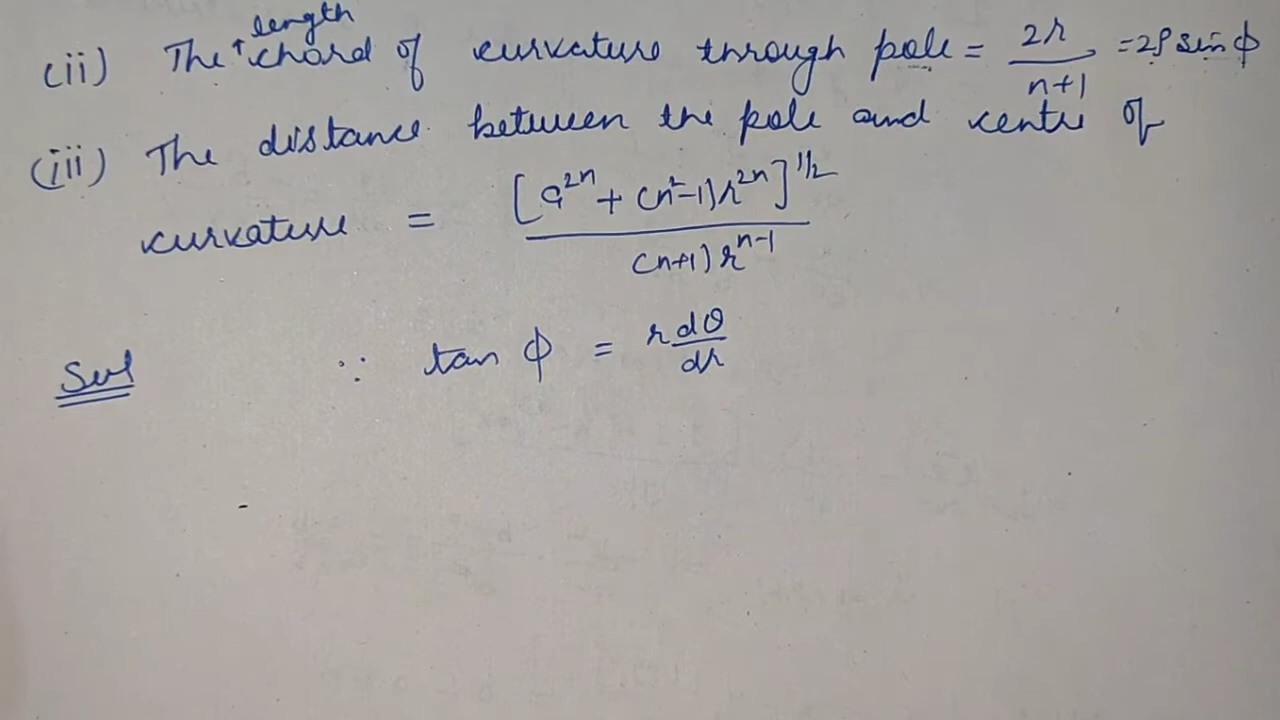 length
(ii) The ↑ chord of curvature through pole = 2r/(n+1) = 2ρ sin ϕ
(iii) The distance between the pole and centre of
curvature = [a^{2n} + (n²-1) r^{2n}]^{1/2} / (n+1) r^{n-1}
Sol ∵ tan ϕ = r dθ/dr